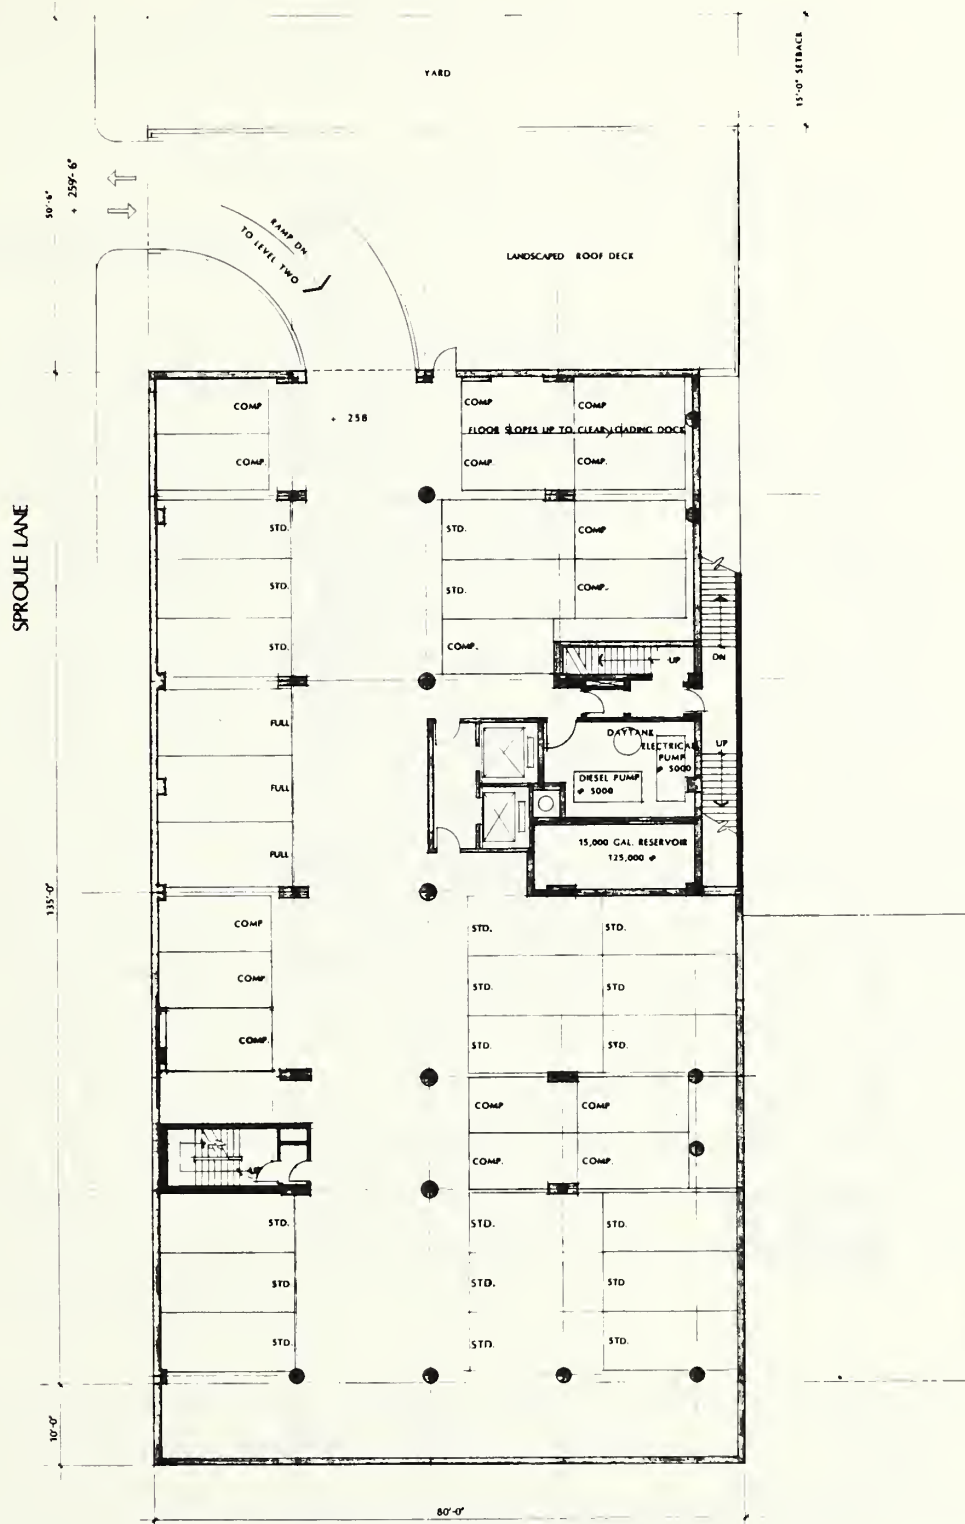 YARD
15'-0" SETBACK
50'-6"
+ 259'-6"
RAMP DN
TO LEVEL TWO
LANDSCAPED ROOF DECK
SPROULE LANE
COMP
+ 258
COMP
COMP
FLOOR SLOPES UP TO CLEAR LOADING DOCK
COMP.
COMP.
COMP.
STD.
STD.
COMP
STD.
STD.
COMP.
STD.
COMP.
UP
DN
FULL
DAYTANK
ELECTRICAL
PUMP
# 5000
UP
FULL
DIESEL PUMP
# 5000
FULL
15,000 GAL. RESERVOIR
125,000 #
135'-0"
COMP
STD.
STD.
COMP.
STD.
STD
COMP.
STD.
STD.
COMP
COMP
COMP.
COMP.
UP
STD.
STD.
STD.
STD
STD.
STD
STD.
STD.
STD.
10'-0"
80'-0"